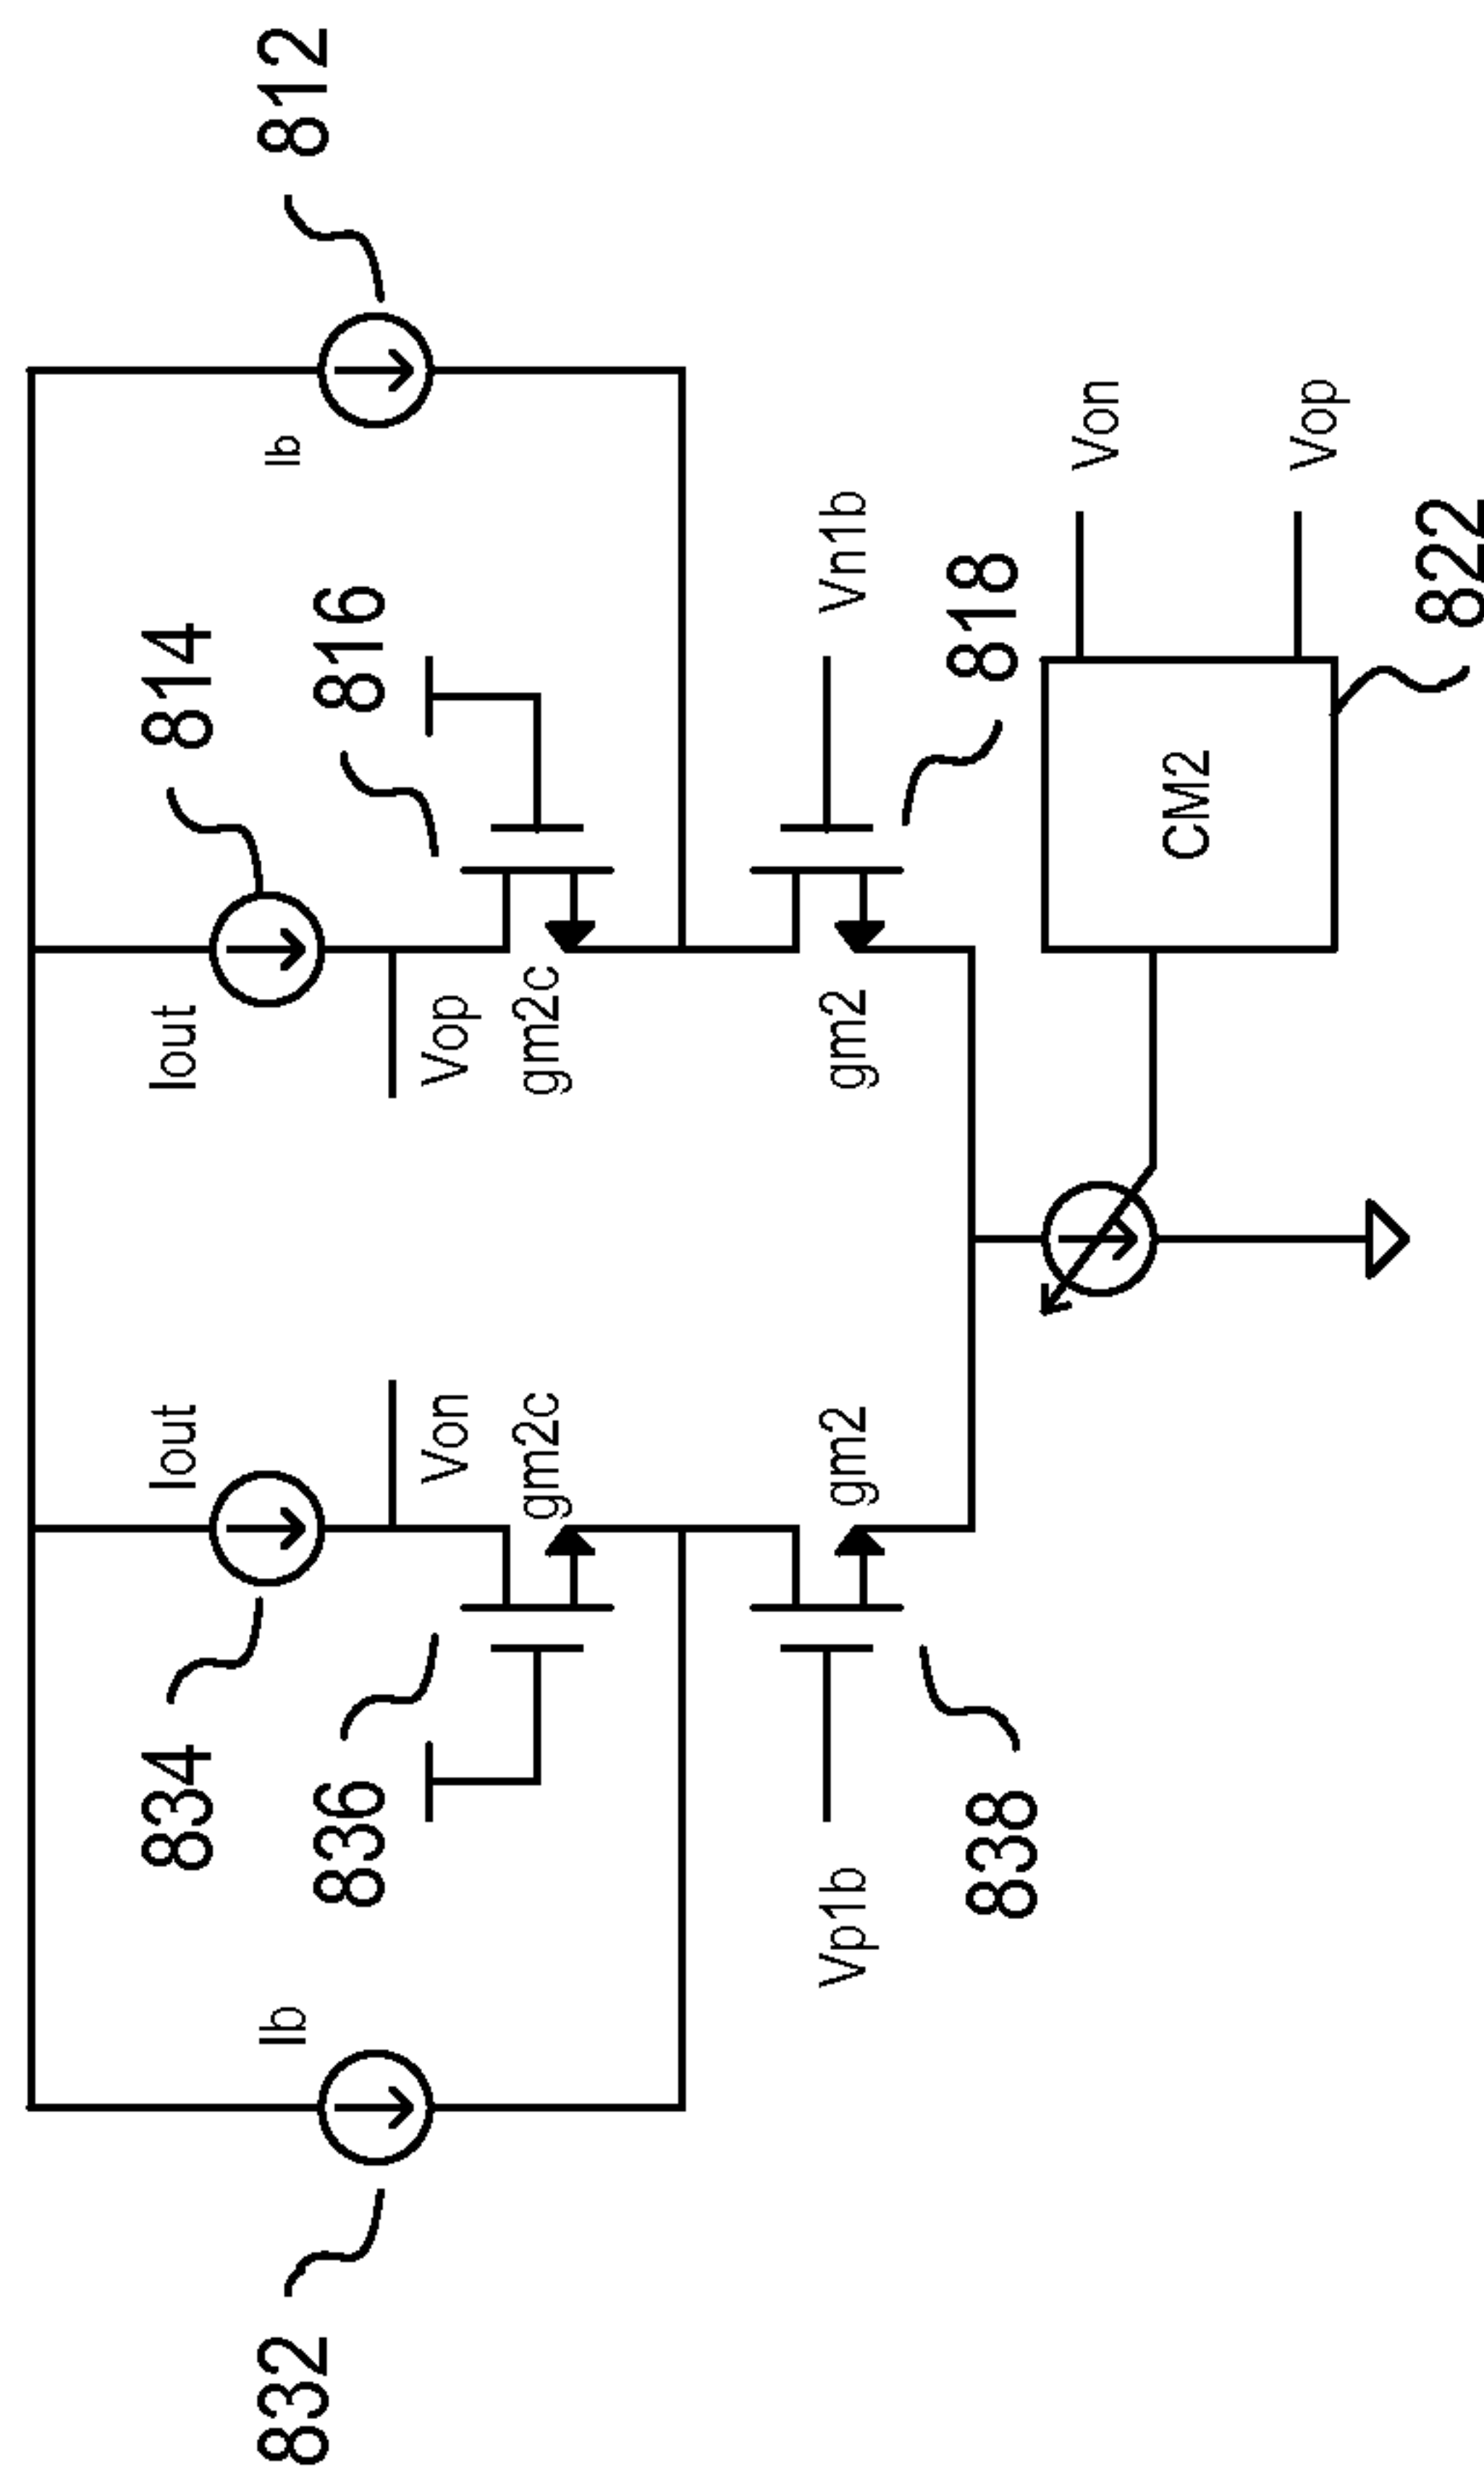 834
Iout
Iout
814
832
Ib
Ib
812
836
816
Von
Vop
gm2c
gm2c
Vp1b
gm2
gm2
Vn1b
838
818
Von
CM2
Vop
822